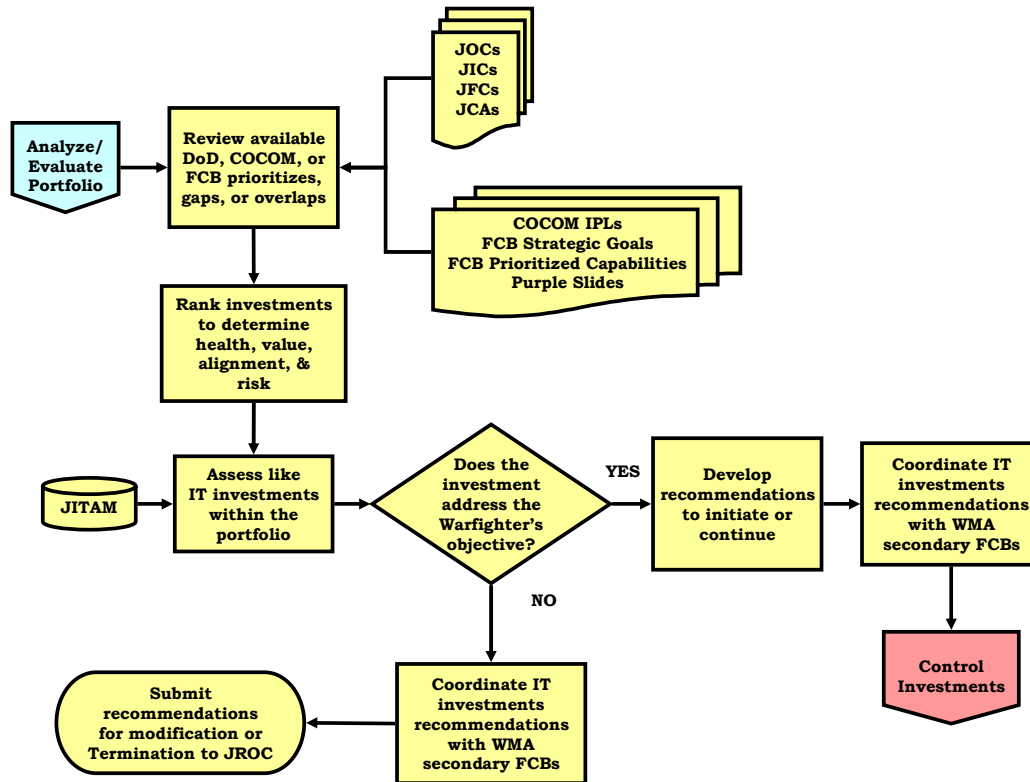 JOCs
JICs
JFCs
JCAs
Analyze/
Evaluate
Portfolio
Review available
DoD, COCOM, or
FCB prioritizes,
gaps, or overlaps
COCOM IPLs
FCB Strategic Goals
FCB Prioritized Capabilities
Purple Slides
Rank investments
to determine
health, value,
alignment, &
risk
JITAM
Assess like
IT investments
within the
portfolio
Does the
investment
address the
Warfighter's
objective?
YES
Develop
recommendations
to initiate or
continue
Coordinate IT
investments
recommendations
with WMA
secondary FCBs
NO
Control
Investments
Coordinate IT
investments
recommendations
with WMA
secondary FCBs
Submit
recommendations
for modification or
Termination to JROC